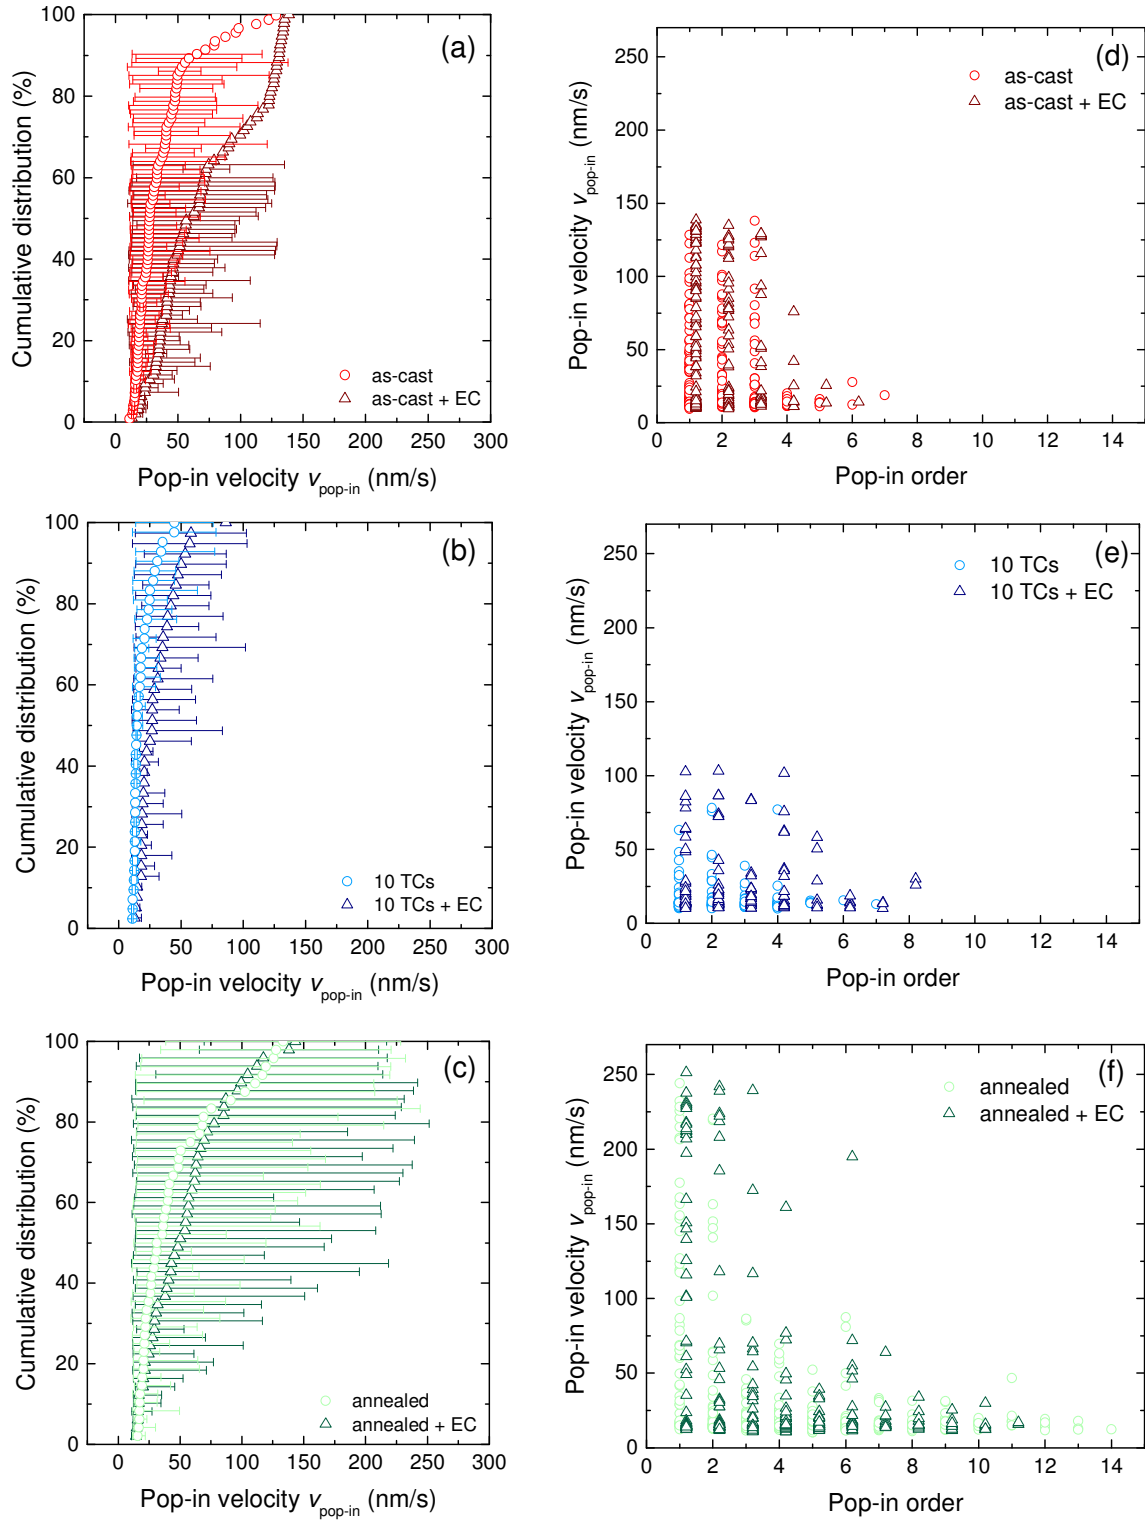 (a)
100
80
60
40
20
0
Cumulative distribution (%)
as-cast
as-cast + EC
0 50 100 150 200 250 300
Pop-in velocity vpop-in (nm/s)
(d)
250
200
150
100
50
0
Pop-in velocity vpop-in (nm/s)
as-cast
as-cast + EC
0 2 4 6 8 10 12 14
Pop-in order
(b)
100
80
60
40
20
0
Cumulative distribution (%)
10 TCs
10 TCs + EC
0 50 100 150 200 250 300
Pop-in velocity vpop-in (nm/s)
(e)
250
200
150
100
50
0
Pop-in velocity vpop-in (nm/s)
10 TCs
10 TCs + EC
0 2 4 6 8 10 12 14
Pop-in order
(c)
100
80
60
40
20
0
Cumulative distribution (%)
annealed
annealed + EC
0 50 100 150 200 250 300
Pop-in velocity vpop-in (nm/s)
(f)
250
200
150
100
50
0
Pop-in velocity vpop-in (nm/s)
annealed
annealed + EC
0 2 4 6 8 10 12 14
Pop-in order